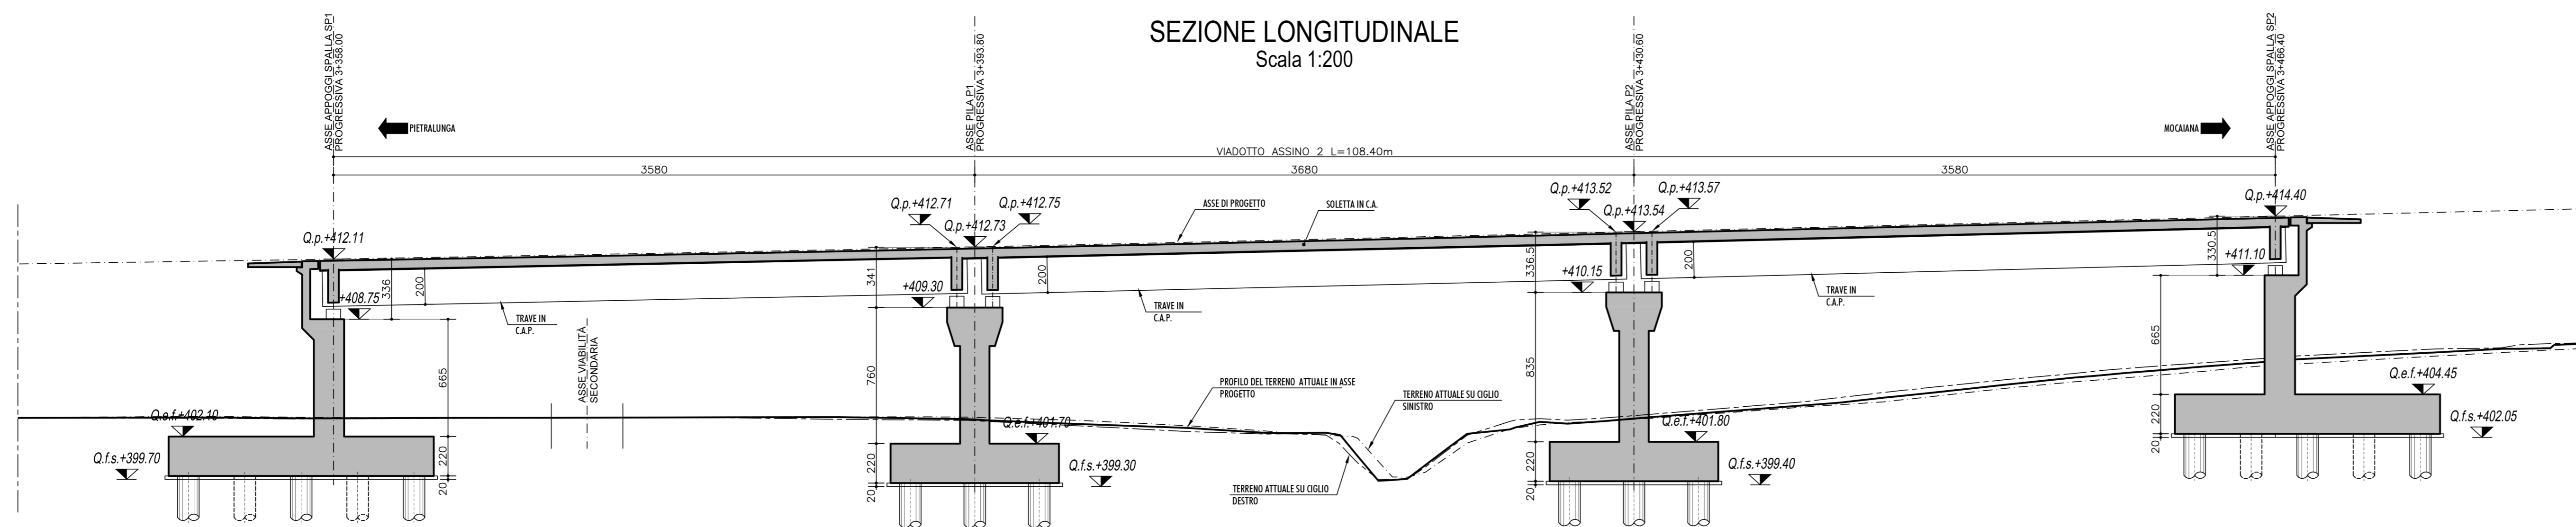 SEZIONE LONGITUDINALE
Scala 1:200
ASSE APPOGGI SPALLA SP1
PROGRESSIVA 3+358.00
ASSE PILA P1
PROGRESSIVA 3+393.80
ASSE PILA P2
PROGRESSIVA 3+430.60
ASSE APPOGGI SPALLA SP2
PROGRESSIVA 3+466.40
PIETRALUNGA
MOCAIANA
VIADOTTO ASSINO 2 L=108.40m
3580
3680
3580
Q.p.+412.11
Q.p.+412.71
Q.p.+412.73
Q.p.+412.75
ASSE DI PROGETTO
SOLETTA IN C.A.
Q.p.+413.52
Q.p.+413.54
Q.p.+413.57
Q.p.+414.40
+408.75
336
200
341
+409.30
200
336.5
+410.15
200
330.5
+411.10
TRAVE IN
C.A.P.
TRAVE IN
C.A.P.
TRAVE IN
C.A.P.
ASSE VIABILITÀ
SECONDARIA
665
760
835
665
PROFILO DEL TERRENO ATTUALE IN ASSE
PROGETTO
TERRENO ATTUALE SU CIGLIO
SINISTRO
TERRENO ATTUALE SU CIGLIO
DESTRO
Q.e.f.+402.10
Q.e.f.+401.70
Q.e.f.+401.80
Q.e.f.+404.45
Q.f.s.+399.70
220
20
220
20
Q.f.s.+399.30
220
20
Q.f.s.+399.40
220
20
Q.f.s.+402.05